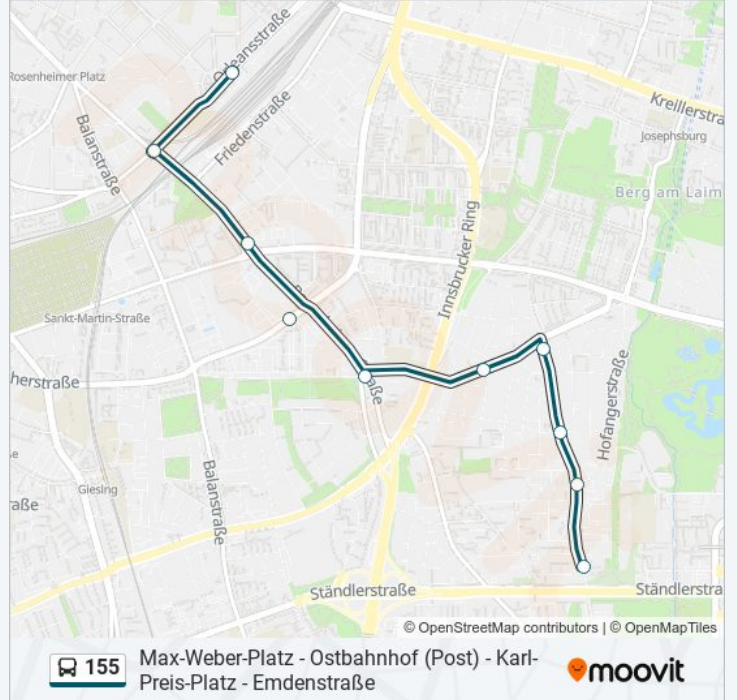 Orleansstraße
Rosenheimer Platz
Kreillerstra
Balanstraße
Friedenstraße
Josephsburg
Berg am Laim
Innsbrucker Ring
Sankt-Martin-Straße
herstraße
aße
Hofangerstraße
e
Giesing
Balanstraße
raße
Ständlerstraße
Ständlerstra
© OpenStreetMap contributors | © OpenMapTiles
155
Max-Weber-Platz - Ostbahnhof (Post) - Karl-
Preis-Platz - Emdenstraße
moovit